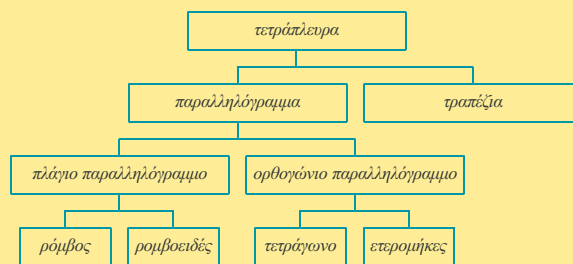 τετράπλευρα
παραλληλόγραμμα
τραπέζια
πλάγιο παραλληλόγραμμο
ορθογώνιο παραλληλόγραμμο
ρόμβος
ρομβοειδές
τετράγωνο
ετερομήκες